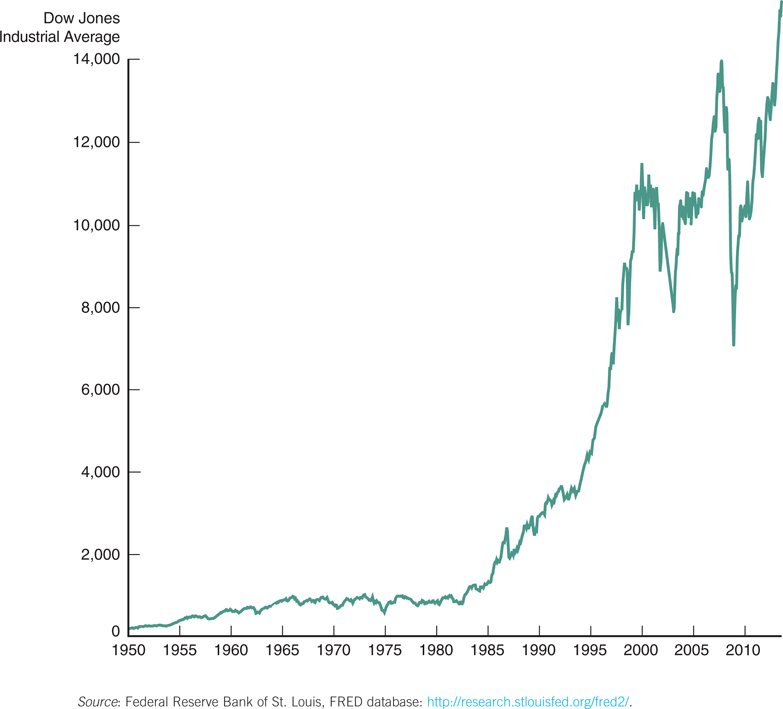 Dow Jones
Industrial Average
14,000
12,000
10,000
8,000
6,000
4,000
2,000
0
1950 1955 1960 1965 1970 1975 1980 1985 1990 1995 2000 2005 2010
Source: Federal Reserve Bank of St. Louis, FRED database: http://research.stlouisfed.org/fred2/.